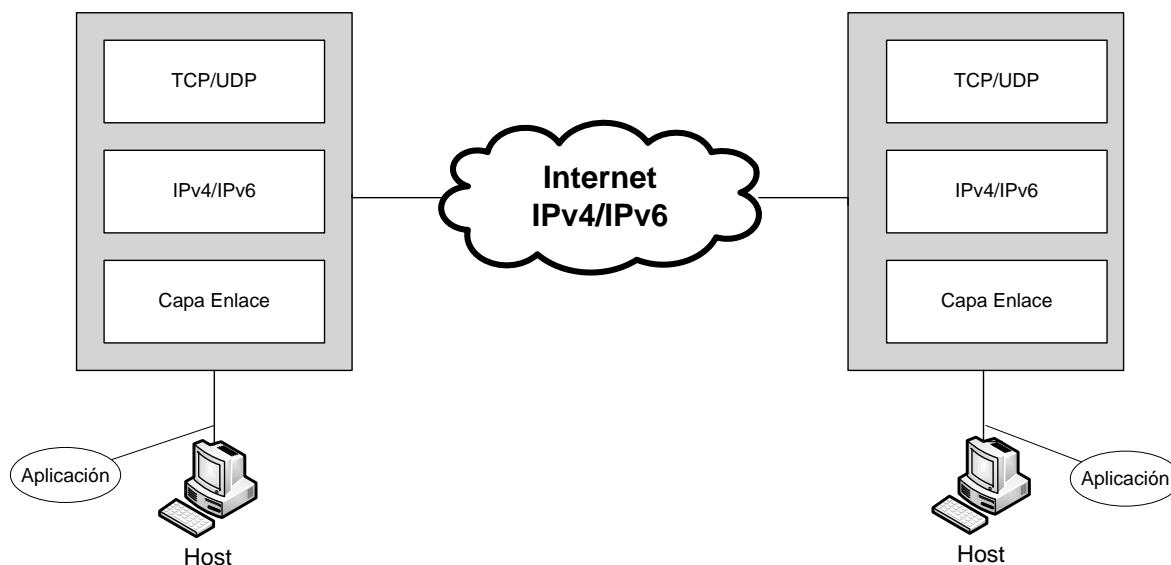 TCP/UDP
IPv4/IPv6
Capa Enlace
Aplicación
Host
Internet
IPv4/IPv6
TCP/UDP
IPv4/IPv6
Capa Enlace
Aplicación
Host